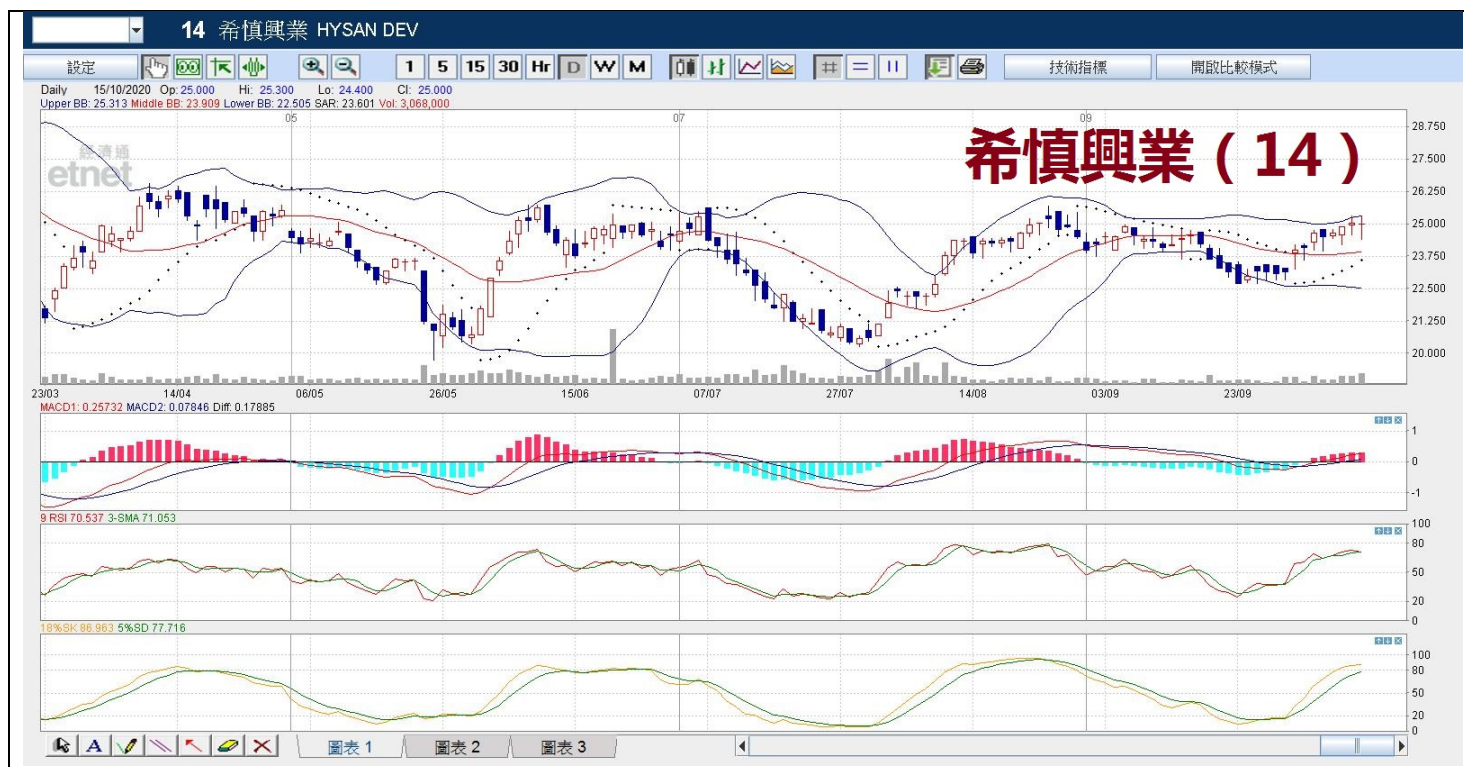 14 希慎興業 HYSAN DEV
設定 1 5 15 30 Hr D W M 技術指標 開啟比較模式
Daily 15/10/2020 Op: 25.000 Hi: 25.300 Lo: 24.400 Cl: 25.000
Upper BB: 25.313 Middle BB: 23.909 Lower BB: 22.505 SAR: 23.601 Vol: 3,068,000
05 07 09
希慎興業(14)
經濟通
etnet
28.750
27.500
26.250
25.000
23.750
22.500
21.250
20.000
23/03 14/04 06/05 26/05 15/06 07/07 27/07 14/08 03/09 23/09
MACD1: 0.25732 MACD2: 0.07846 Diff: 0.17885
1
0
-1
9 RSI 70.537 3-SMA 71.053
100
80
50
20
0
18%SK 86.963 5%SD 77.716
100
80
50
20
0
A 圖表 1 圖表 2 圖表 3